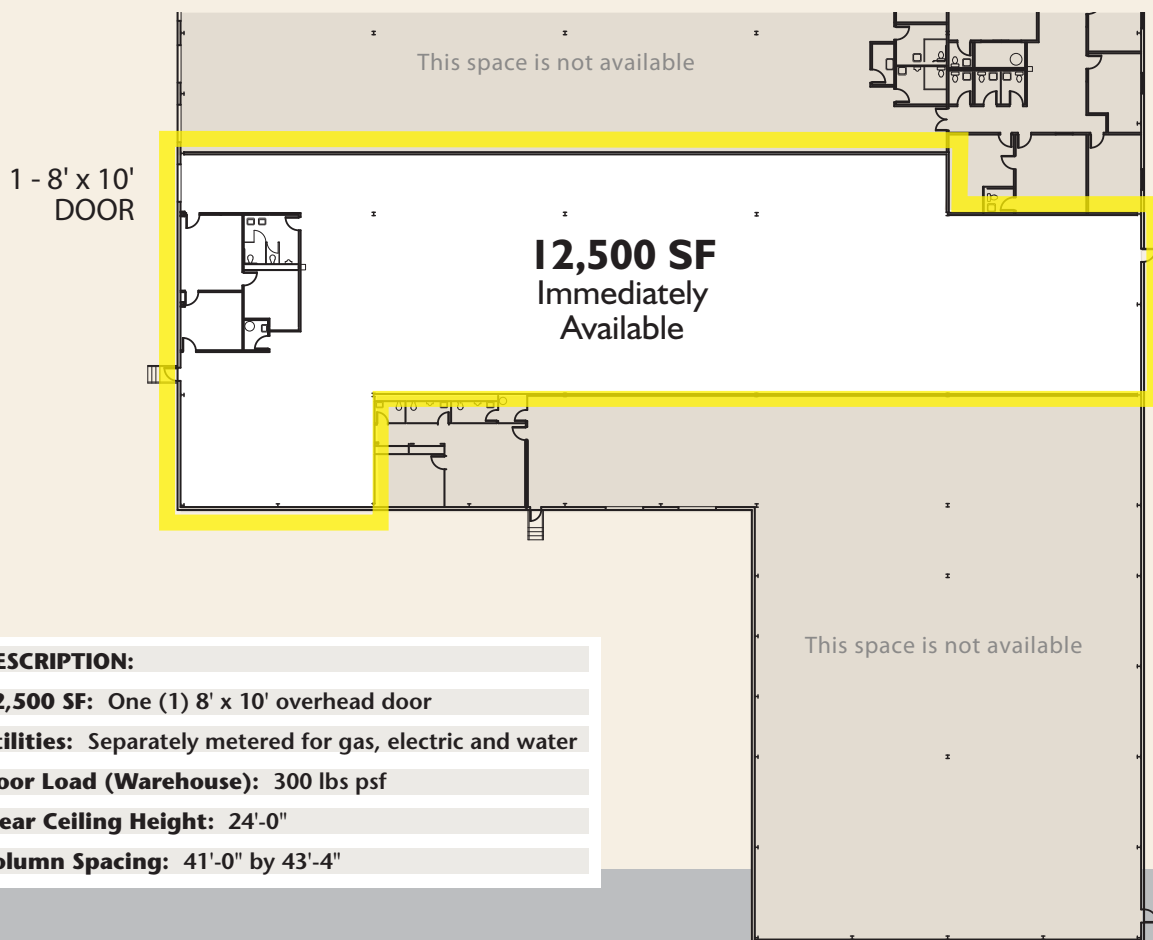 This space is not available
1 - 8' x 10'
DOOR
12,500 SF
Immediately
Available
This space is not available
ESCRIPTION:
2,500 SF: One (1) 8' x 10' overhead door
tilities: Separately metered for gas, electric and water
oor Load (Warehouse): 300 lbs psf
ear Ceiling Height: 24'-0"
olumn Spacing: 41'-0" by 43'-4"